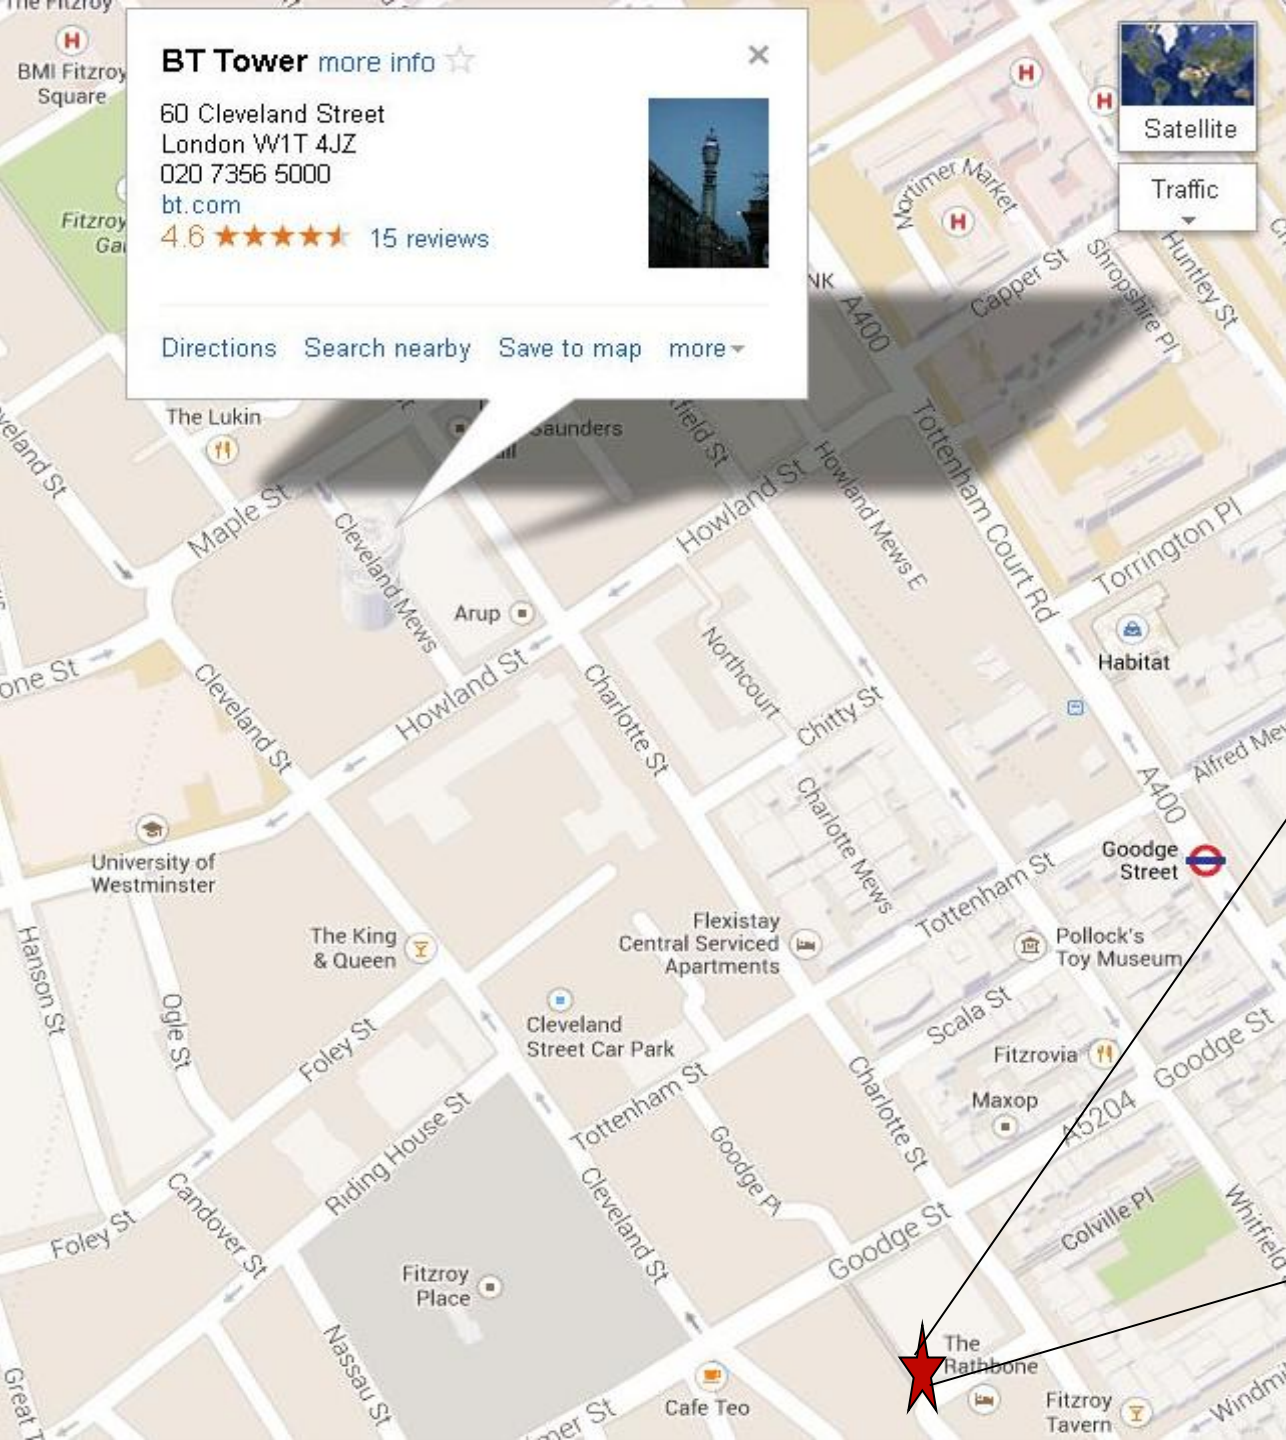 The Fitzroy
BMI Fitzroy
Square
BT Tower more info
60 Cleveland Street
London W1T 4JZ
020 7356 5000
bt.com
4.6
15 reviews
Directions Search nearby Save to map more
Satellite
Traffic
H
H
H
Mortimer Market
Huntley St
Shropshire Pl
Capper St
Fitzroy
A400
NK
The Lukin
Saunders
Howland St
Howland Mews E
Tottenham Court Rd
Maple St
Cleveland Mews
Torrington Pl
Arup
Habitat
Northcourt
Howland St
Cleveland St
Charlotte St
Chitty St
Charlotte Mews
A400
University of
Westminster
Goodge
Street
Tottenham St
The King
& Queen
Flexistay
Central Serviced
Apartments
Pollock's
Toy Museum
Hanson St
Ogle St
Cleveland
Street Car Park
Foley St
Scala St
Fitzrovia
Goodge St
Maxop
A5204
Tottenham St
Charlotte St
Riding House St
Goodge Pl
Candover St
Foley St
Cleveland St
Colville Pl
Goodge St
Fitzroy
Place
Nassau St
The
Rathbone
Cafe Teo
Fitzroy
Tavern